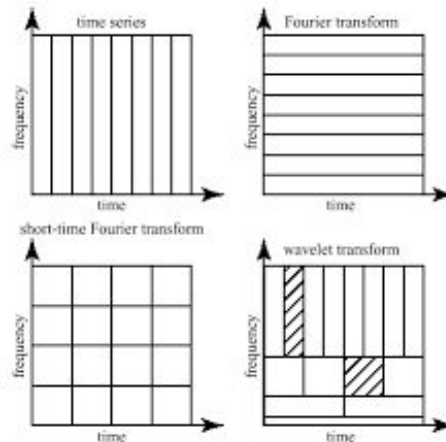 time series
frequency
time
Fourier transform
frequency
time
short-time Fourier transform
frequency
time
wavelet transform
frequency
time